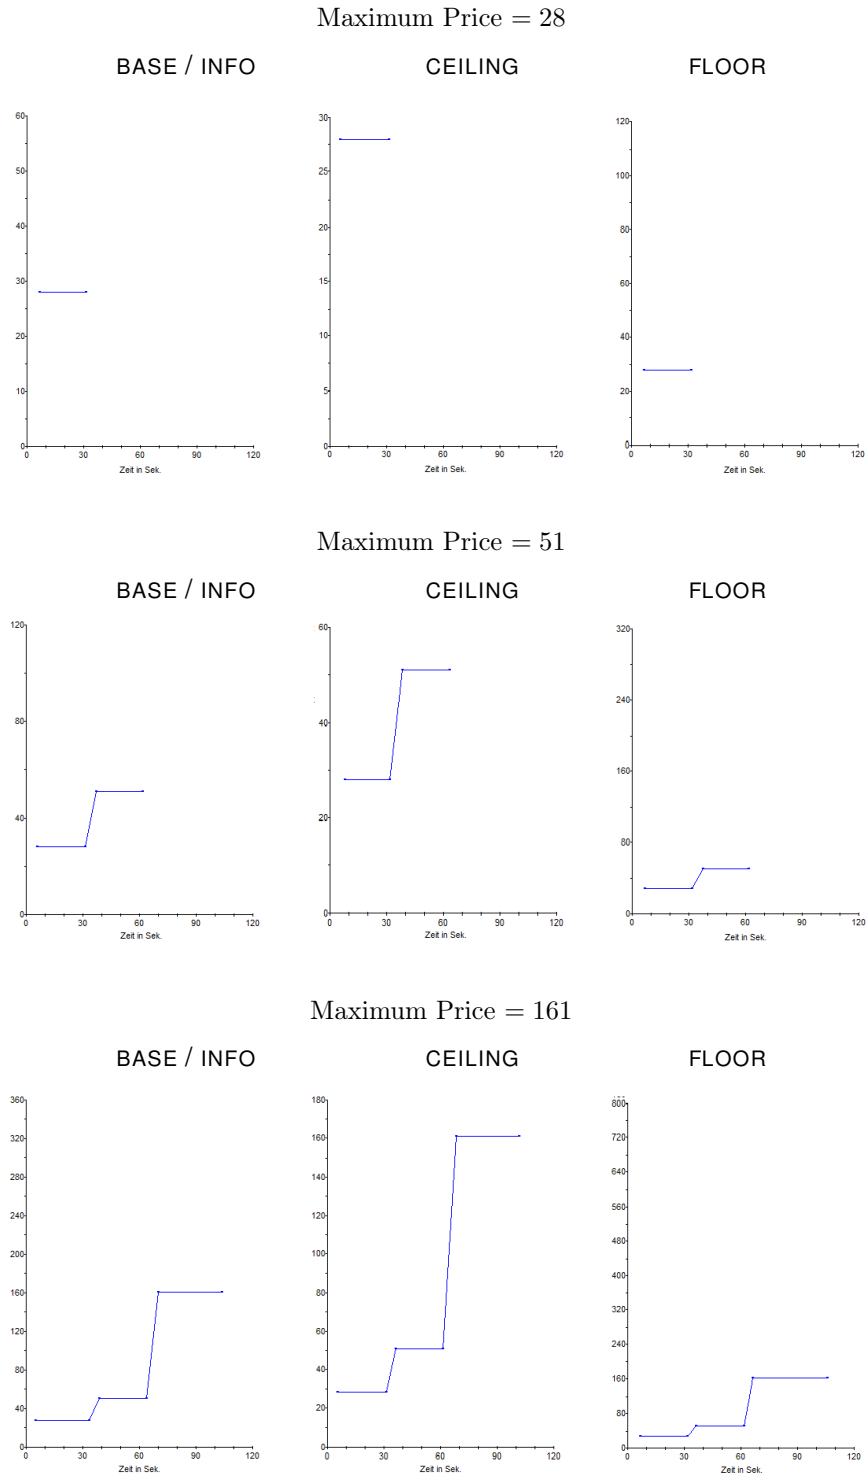 Maximum Price = 28
BASE / INFO CEILING FLOOR
60
50
40
30
20
10
0
0 30 60 90 120
Zeit in Sek.
30
25
20
15
10
5
0
0 30 60 90 120
Zeit in Sek.
120
100
80
60
40
20
0
0 30 60 90 120
Zeit in Sek.
Maximum Price = 51
BASE / INFO CEILING FLOOR
120
80
40
0
0 30 60 90 120
Zeit in Sek.
60
40
20
0
0 30 60 90 120
Zeit in Sek.
320
240
160
80
0
0 30 60 90 120
Zeit in Sek.
Maximum Price = 161
BASE / INFO CEILING FLOOR
360
320
280
240
200
160
120
80
40
0
0 30 60 90 120
Zeit in Sek.
180
160
140
120
100
80
60
40
20
0
0 30 60 90 120
Zeit in Sek.
800
720
640
560
480
400
320
240
160
80
0
0 30 60 90 120
Zeit in Sek.